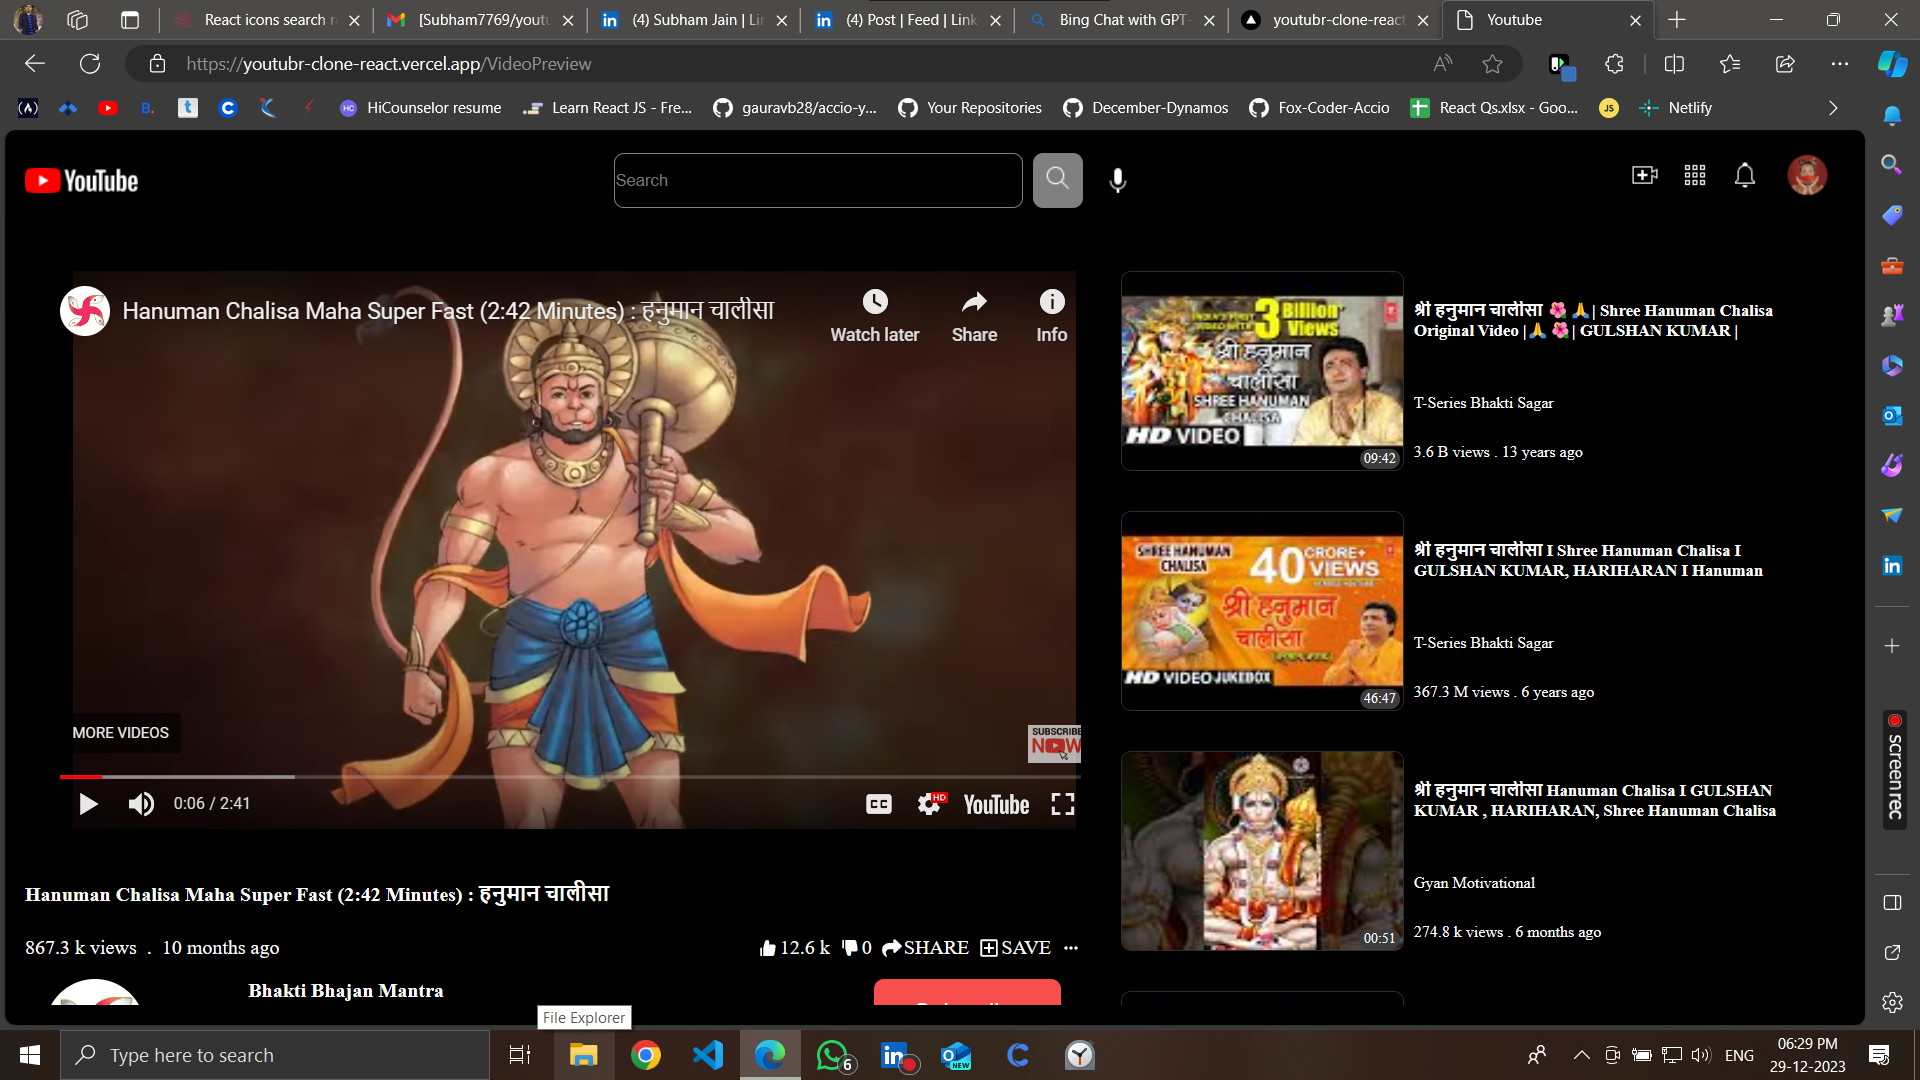 React icons search r
[Subham7769/youtu
(4) Subham Jain | Lin
(4) Post | Feed | Link
Bing Chat with GPT-
youtubr-clone-react
Youtube
https://youtubr-clone-react.vercel.app/VideoPreview
HiCounselor resume
Learn React JS - Fre...
gauravb28/accio-y...
Your Repositories
December-Dynamos
Fox-Coder-Accio
React Qs.xlsx - Goo...
Netlify
YouTube
Search
Hanuman Chalisa Maha Super Fast (2:42 Minutes) : हनुमान चालीसा
Watch later
Share
Info
MORE VIDEOS
SUBSCRIBE
NOW
0:06 / 2:41
CC
HD
YouTube
Hanuman Chalisa Maha Super Fast (2:42 Minutes) : हनुमान चालीसा
867.3 k views . 10 months ago
12.6 k
0
SHARE
SAVE
Bhakti Bhajan Mantra
3 Billion+
Views
श्री हनुमान
चालीसा
SHREE HANUMAN
CHALISA
HD VIDEO
09:42
श्री हनुमान चालीसा 🌺🙏| Shree Hanuman Chalisa
Original Video |🙏🌺| GULSHAN KUMAR |
T-Series Bhakti Sagar
3.6 B views . 13 years ago
SHREE HANUMAN
CHALISA
40 CRORE+
VIEWS
श्री हनुमान
चालीसा
HD VIDEO JUKEBOX
46:47
श्री हनुमान चालीसा I Shree Hanuman Chalisa I
GULSHAN KUMAR, HARIHARAN I Hanuman
T-Series Bhakti Sagar
367.3 M views . 6 years ago
00:51
श्री हनुमान चालीसा Hanuman Chalisa I GULSHAN
KUMAR , HARIHARAN, Shree Hanuman Chalisa
Gyan Motivational
274.8 k views . 6 months ago
screen rec
File Explorer
Type here to search
6
NEW
ENG
06:29 PM
29-12-2023